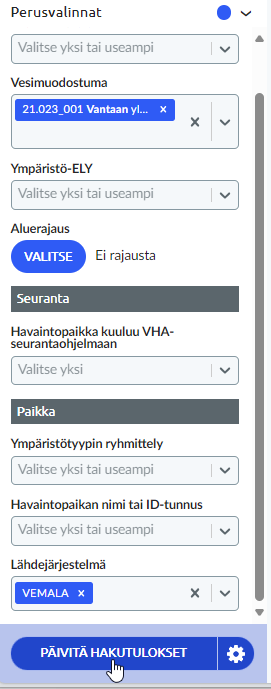 Perusvalinnat
Valitse yksi tai useampi
Vesimuodostuma
21.023_001 Vantaan yl... ×
Ympäristö-ELY
Valitse yksi tai useampi
Aluerajaus
VALITSE Ei rajausta
Seuranta
Havaintopaikka kuuluu VHA-
seurantaohjelmaan
Valitse yksi
Paikka
Ympäristötyypin ryhmittely
Valitse yksi tai useampi
Havaintopaikan nimi tai ID-tunnus
Valitse yksi tai useampi
Lähdejärjestelmä
VEMALA ×
PÄIVITÄ HAKUTULOKSET